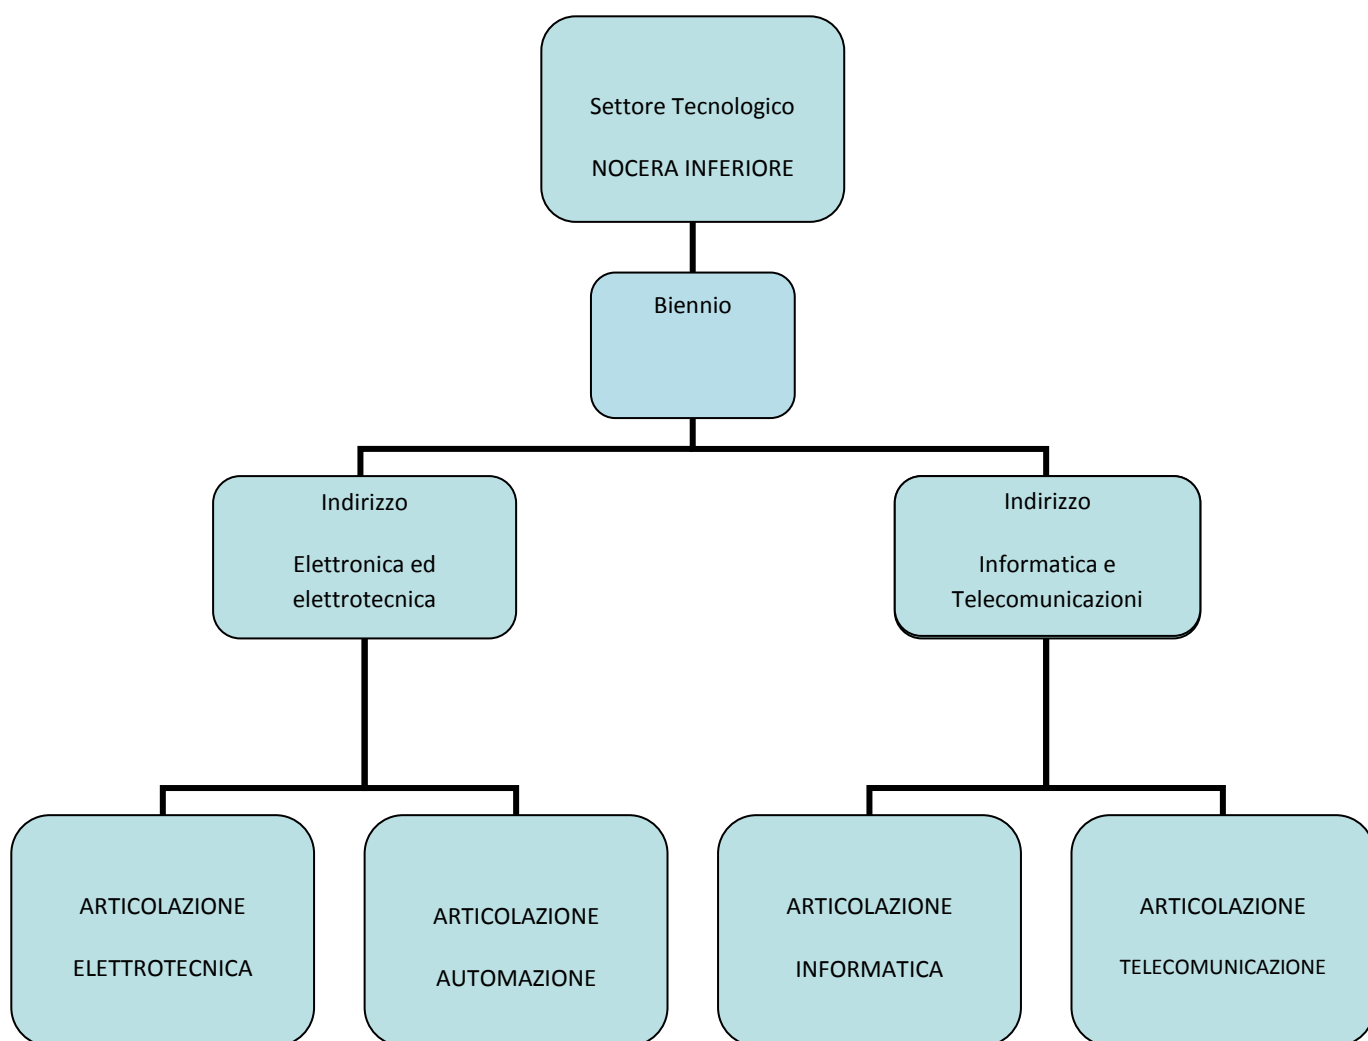 Settore Tecnologico
NOCERA INFERIORE
Biennio
Indirizzo
Elettronica ed
elettrotecnica
Indirizzo
Informatica e
Telecomunicazioni
ARTICOLAZIONE
ELETTROTECNICA
ARTICOLAZIONE
AUTOMAZIONE
ARTICOLAZIONE
INFORMATICA
ARTICOLAZIONE
TELECOMUNICAZIONE